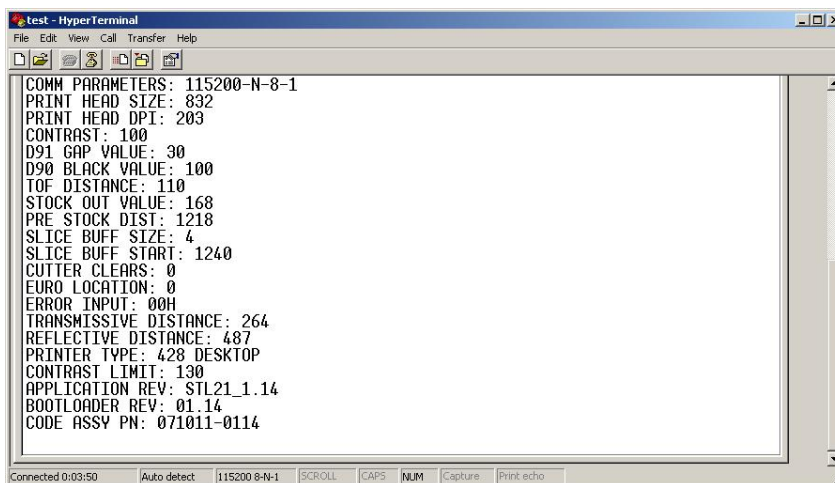 test - HyperTerminal
File Edit View Call Transfer Help
COMM PARAMETERS: 115200-N-8-1
PRINT HEAD SIZE: 832
PRINT HEAD DPI: 203
CONTRAST: 100
D91 GAP VALUE: 30
D90 BLACK VALUE: 100
TOF DISTANCE: 110
STOCK OUT VALUE: 168
PRE STOCK DIST: 1218
SLICE BUFF SIZE: 4
SLICE BUFF START: 1240
CUTTER CLEARS: 0
EURO LOCATION: 0
ERROR INPUT: 00H
TRANSMISSIVE DISTANCE: 264
REFLECTIVE DISTANCE: 487
PRINTER TYPE: 428 DESKTOP
CONTRAST LIMIT: 130
APPLICATION REV: STL21_1.14
BOOTLOADER REV: 01.14
CODE ASSY PN: 071011-0114
Connected 0:03:50 Auto detect 115200 8-N-1 SCROLL CAPS NUM Capture Print echo